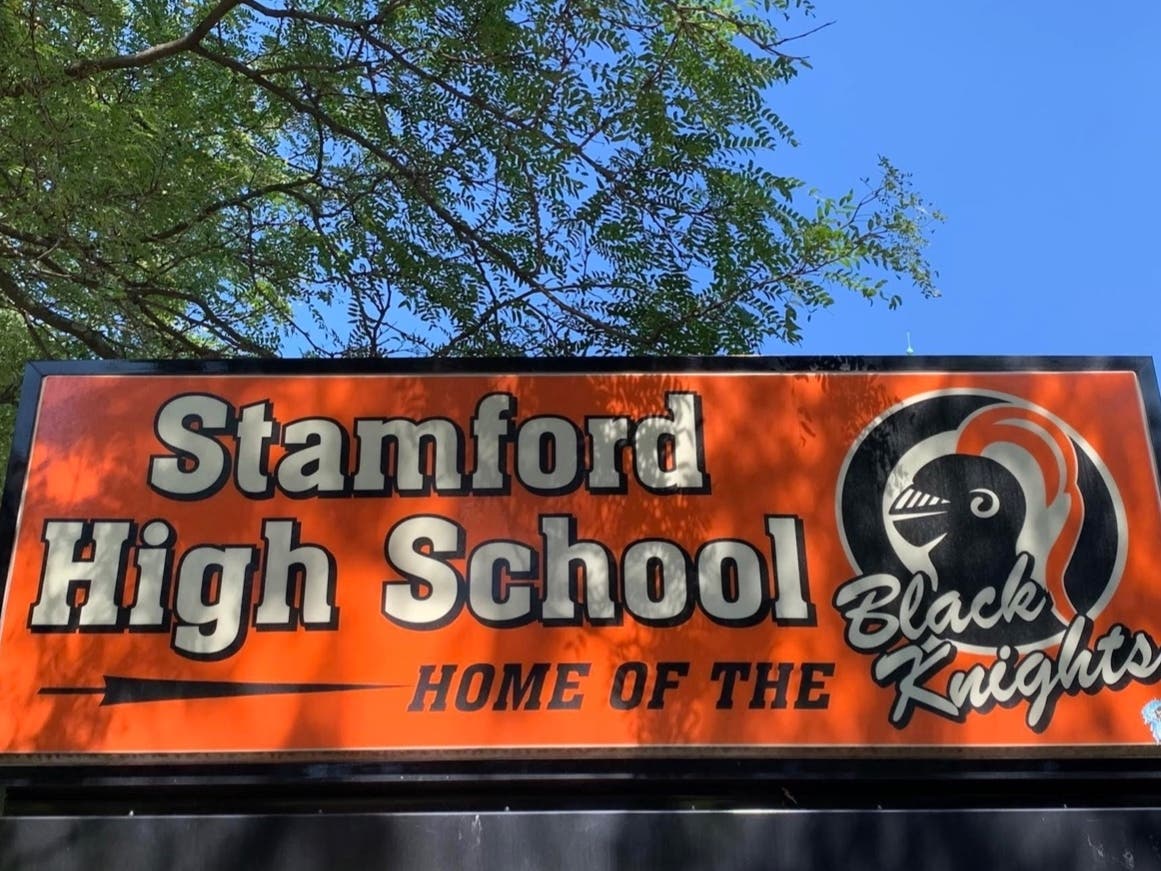 Stamford
High School
HOME OF THE
Black
Knights